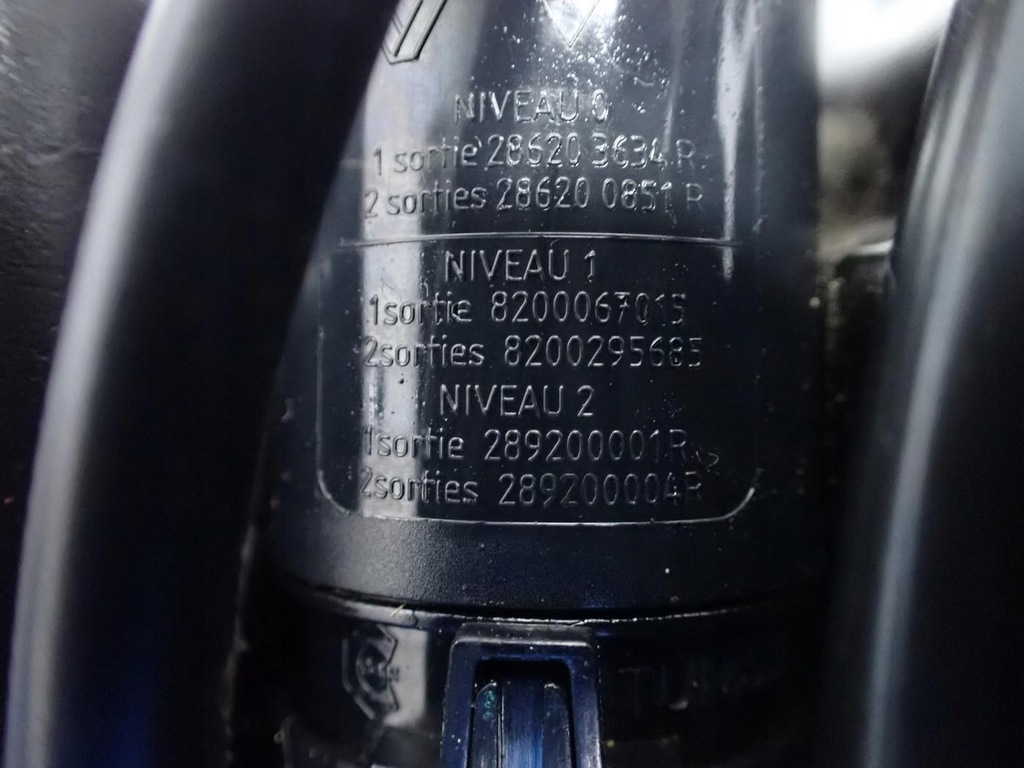 NIVEAU 0
1 sortie 28620 3634 R
2 sorties 28620 0851 R
NIVEAU 1
1sortie 8200067015
2sorties 8200295685
NIVEAU 2
1sortie 289200001R
2sorties 289200004R